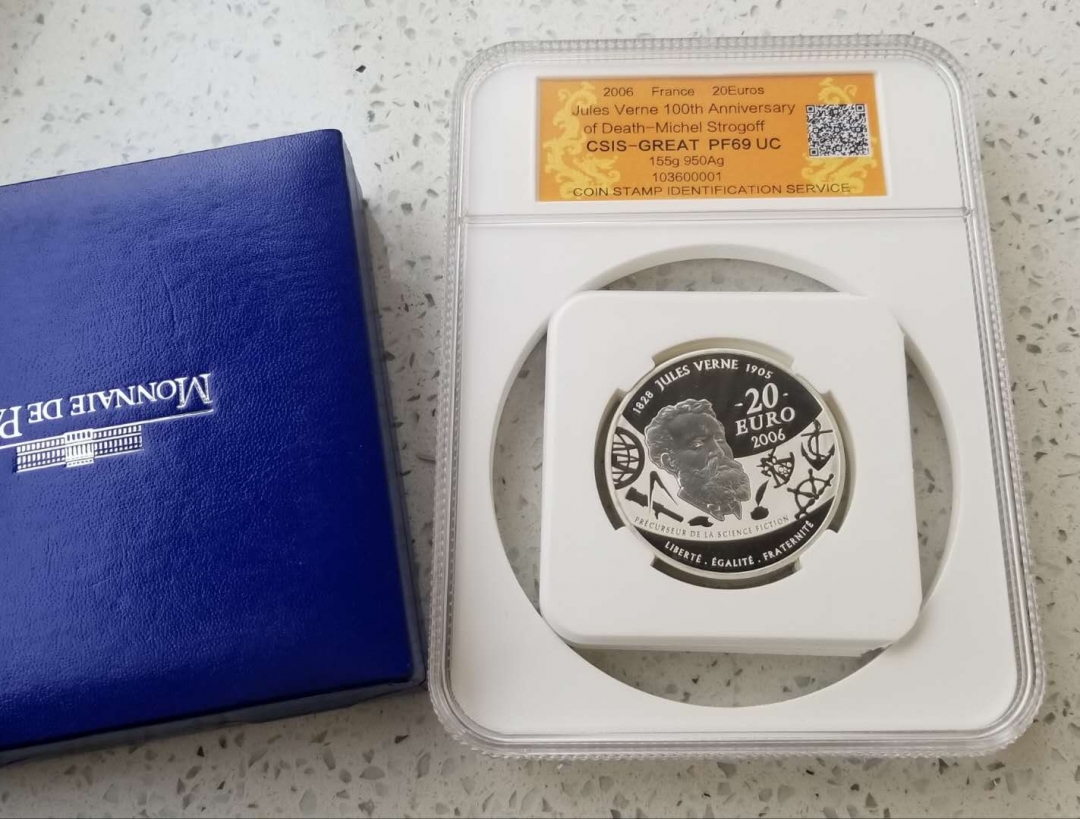 2006 France 20Euros
Jules Verne 100th Anniversary
of Death-Michel Strogoff
CSIS-GREAT PF69 UC
155g 950Ag
103600001
COIN STAMP IDENTIFICATION SERVICE
1828 JULES VERNE 1905
-20-
EURO
2006
PRÉCURSEUR DE LA SCIENCE FICTION
LIBERTÉ . ÉGALITÉ . FRATERNITÉ
MONNAIE DE PA